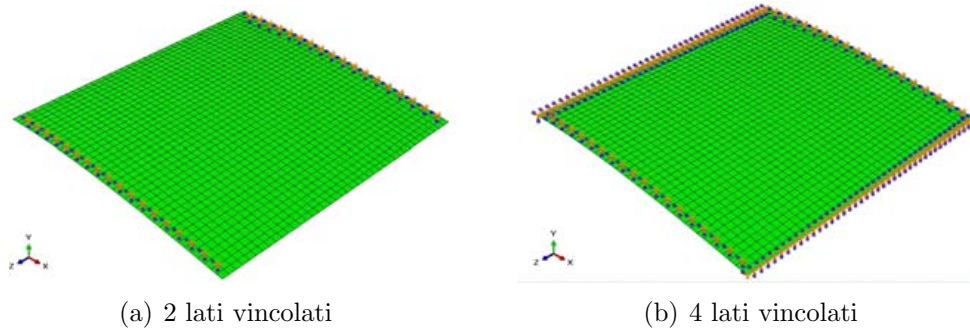 Y
Z X
Y
Z X
(a) 2 lati vincolati
(b) 4 lati vincolati